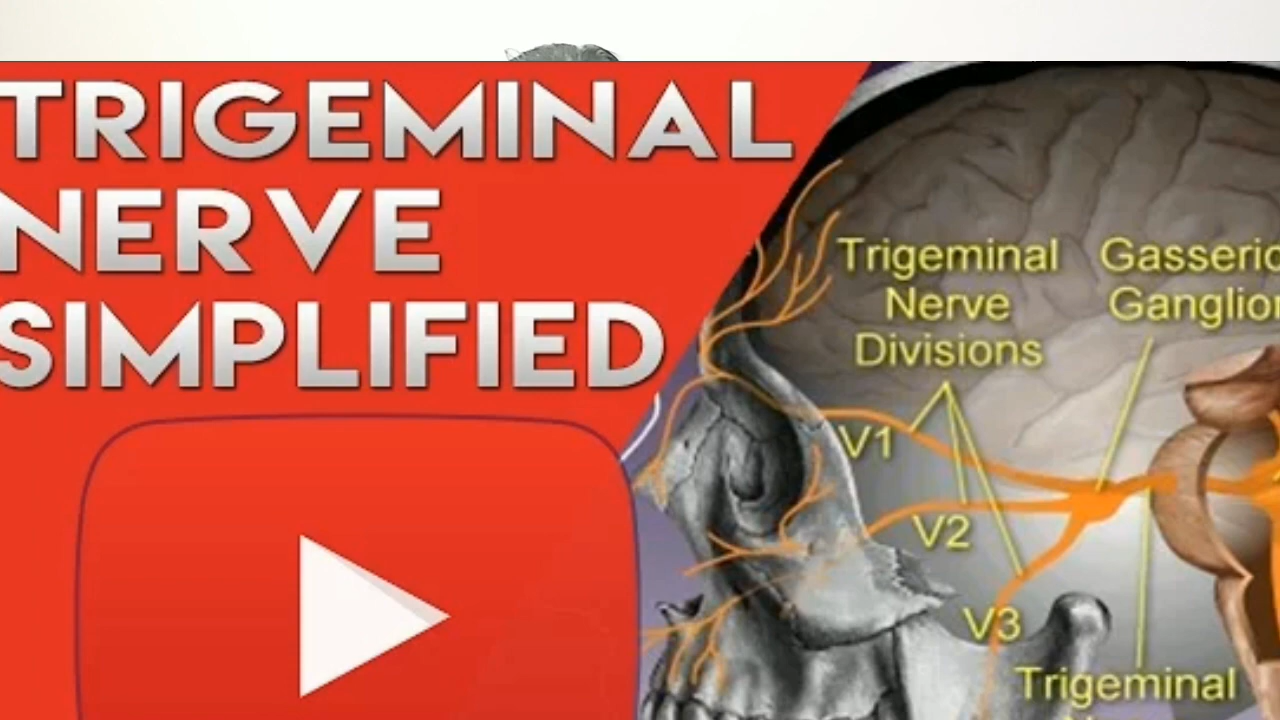 TRIGEMINAL
NERVE
SIMPLIFIED
Trigeminal
Nerve
Divisions
V1
V2
V3
Trigeminal